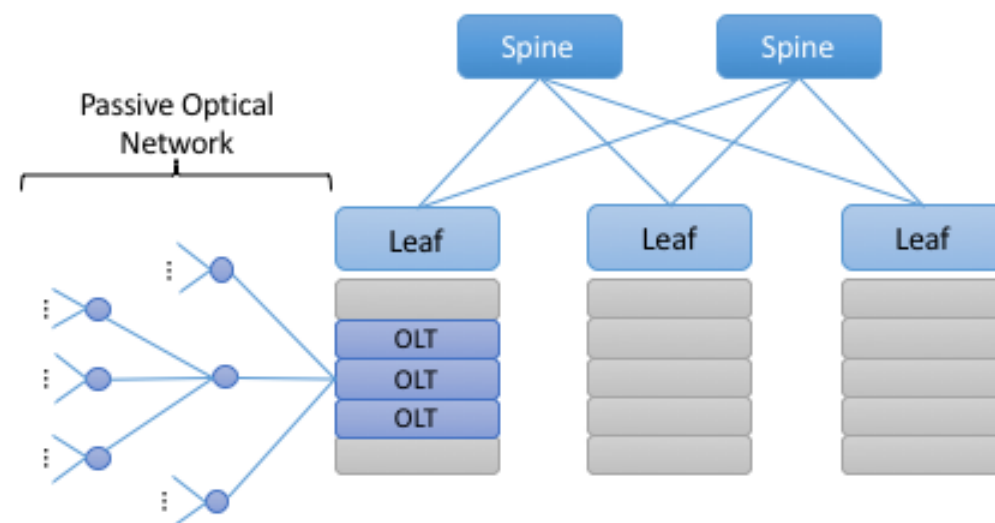 Spine
Spine
Passive Optical
Network
Leaf
Leaf
Leaf
OLT
OLT
OLT